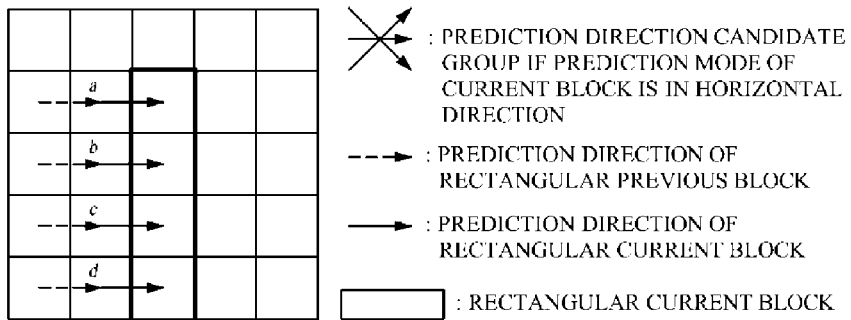 a
b
c
d
: PREDICTION DIRECTION CANDIDATE
GROUP IF PREDICTION MODE OF
CURRENT BLOCK IS IN HORIZONTAL
DIRECTION
: PREDICTION DIRECTION OF
RECTANGULAR PREVIOUS BLOCK
: PREDICTION DIRECTION OF
RECTANGULAR CURRENT BLOCK
: RECTANGULAR CURRENT BLOCK